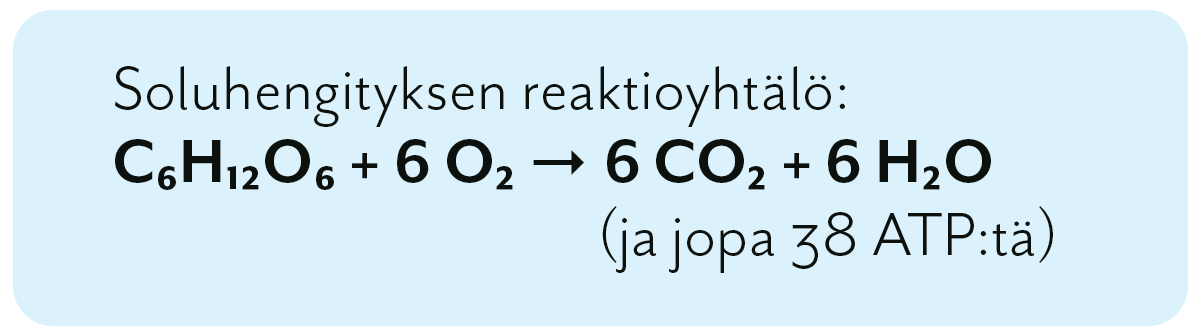 Soluhengityksen reaktioyhtälö:
C₆H₁₂O₆ + 6 O₂ → 6 CO₂ + 6 H₂O
(ja jopa 38 ATP:tä)